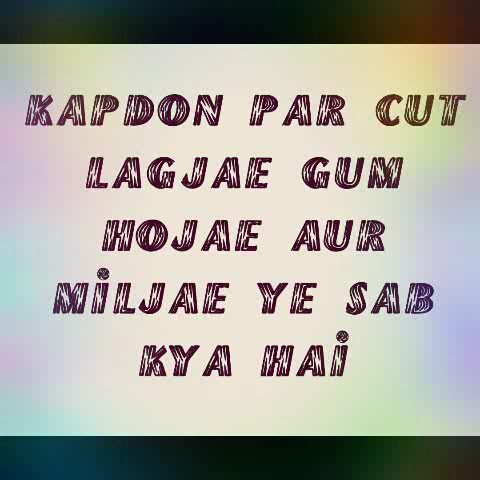 KAPDON PAR CUT
LAGJAE GUM
HOJAE AUR
MILJAE YE SAB
KYA HAI